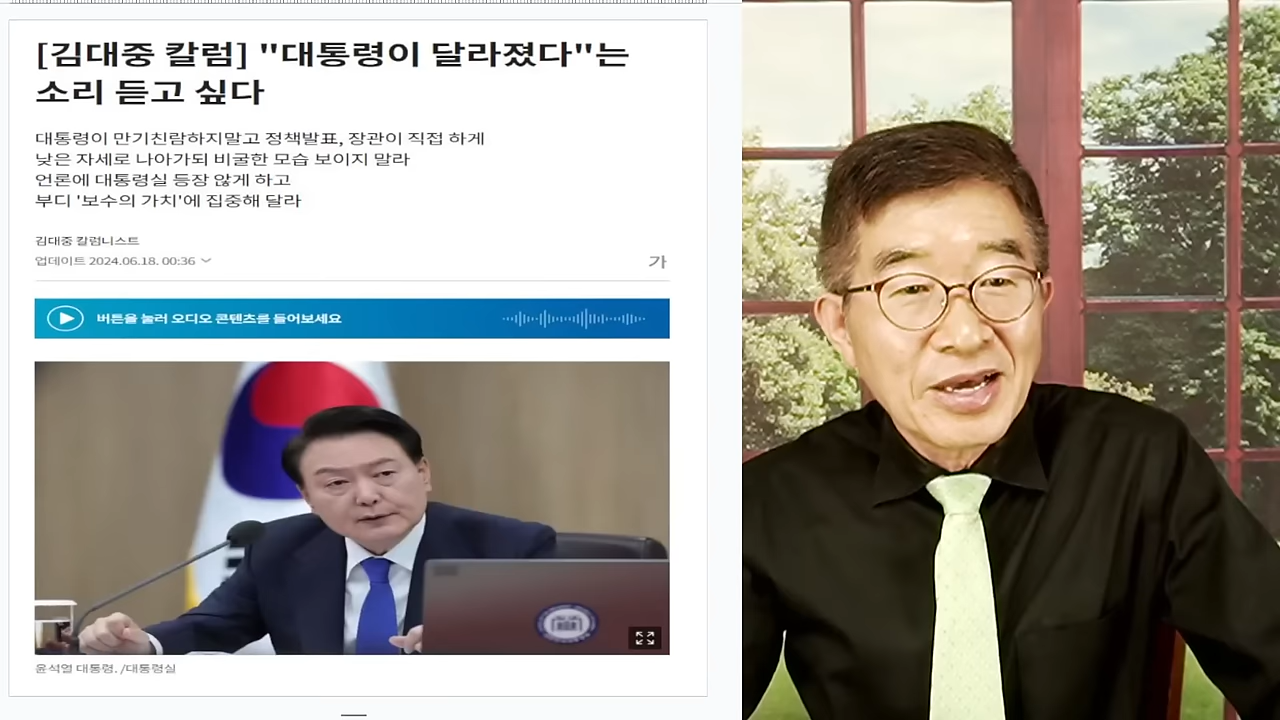 [김대중 칼럼] "대통령이 달라졌다"는
소리 듣고 싶다
대통령이 만기친람하지말고 정책발표, 장관이 직접 하게
낮은 자세로 나아가되 비굴한 모습 보이지 말라
언론에 대통령실 등장 않게 하고
부디 '보수의 가치'에 집중해 달라
김대중 칼럼니스트
업데이트 2024.06.18. 00:36
가
버튼을 눌러 오디오 콘텐츠를 들어보세요
윤석열 대통령. /대통령실